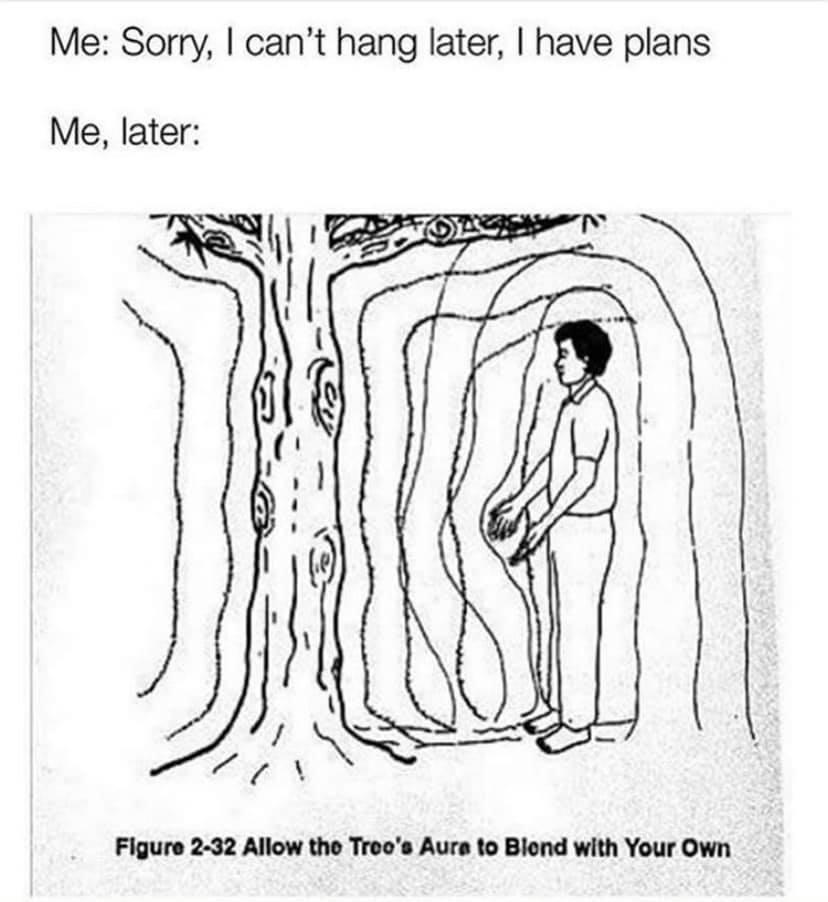 Me: Sorry, I can’t hang later, I have plans
Me, later:
Figure 2-32 Allow the Tree's Aura to Blend with Your Own